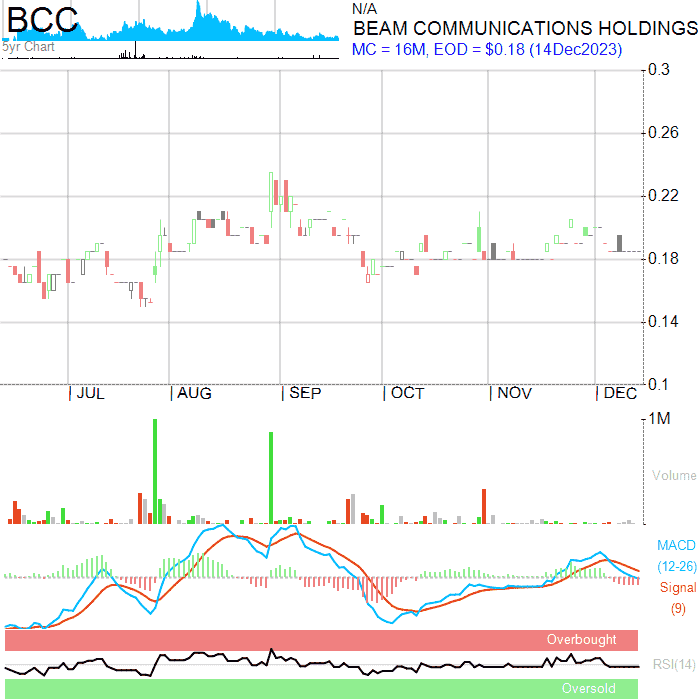 BCC
5yr Chart
N/A
BEAM COMMUNICATIONS HOLDINGS
MC = 16M, EOD = $0.18 (14Dec2023)
0.3
0.26
0.22
0.18
0.14
0.1
JUL AUG SEP OCT NOV DEC
1M
Volume
MACD
(12-26)
Signal
(9)
Overbought
RSI(14)
Oversold